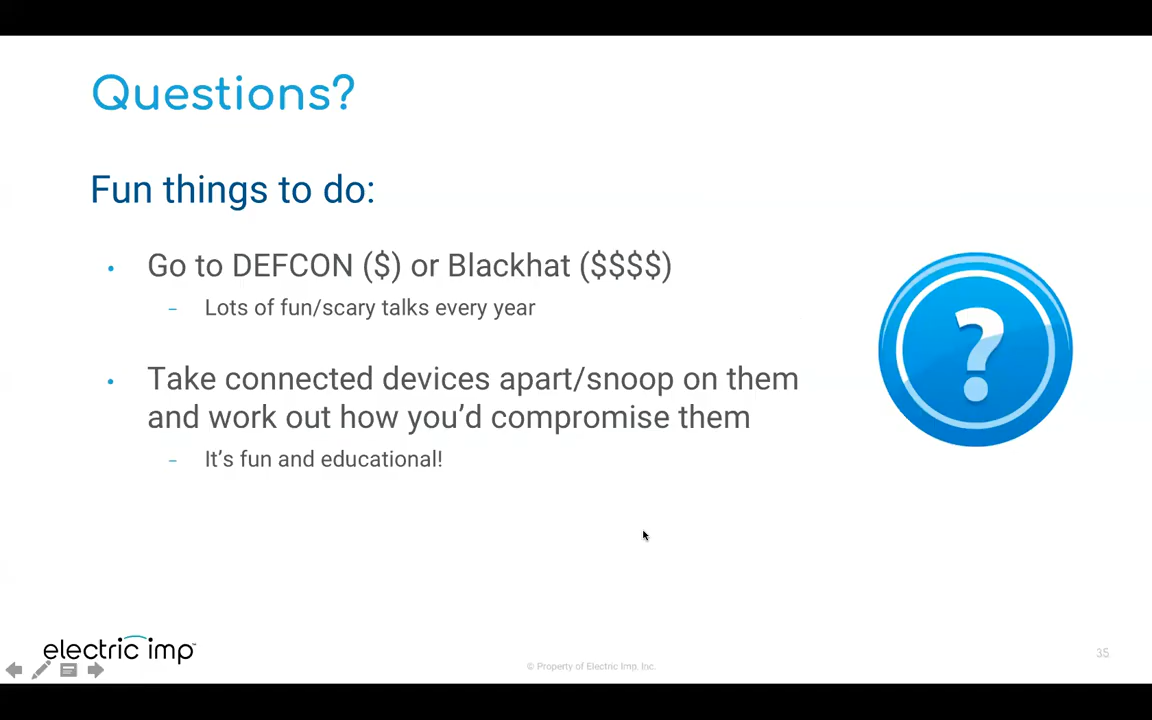 Questions?
Fun things to do:
• Go to DEFCON ($) or Blackhat ($$$$)
– Lots of fun/scary talks every year
• Take connected devices apart/snoop on them
and work out how you’d compromise them
– It’s fun and educational!
?
electric imp™
© Property of Electric Imp, Inc.
35